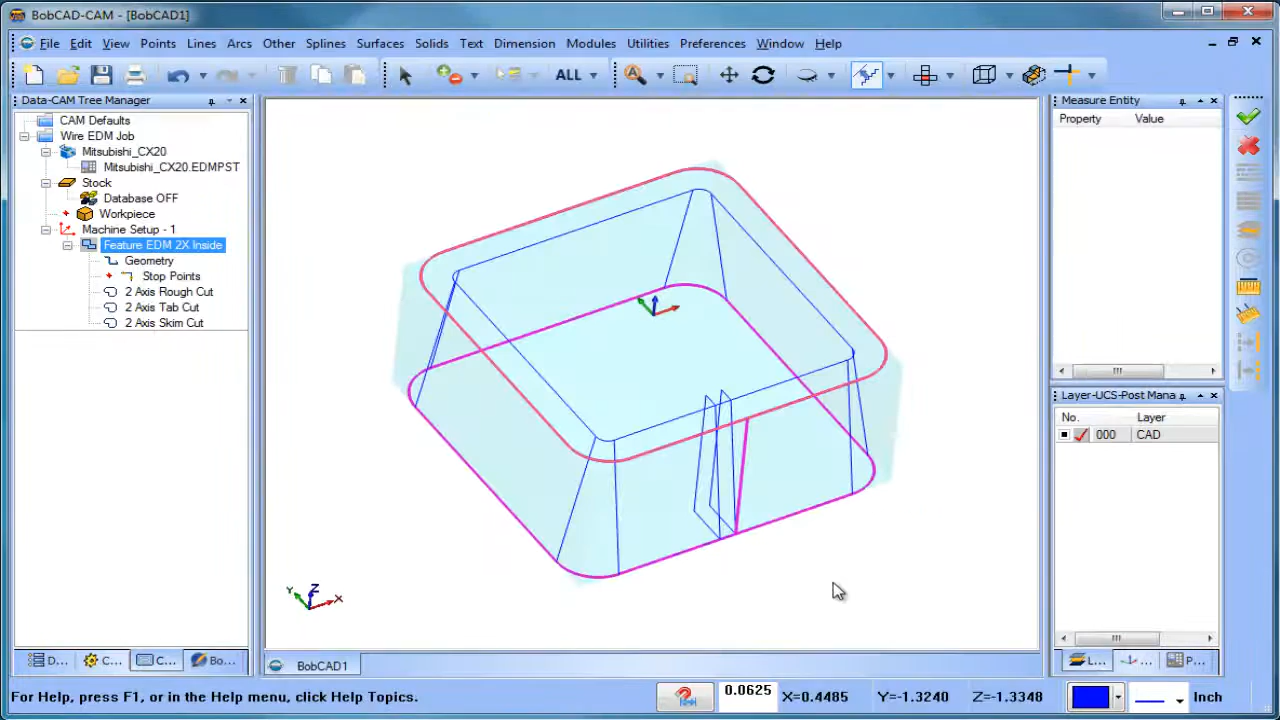 BobCAD-CAM - [BobCAD1]
File Edit View Points Lines Arcs Other Splines Surfaces Solids Text Dimension Modules Utilities Preferences Window Help
ALL
Data-CAM Tree Manager
CAM Defaults
Wire EDM Job
Mitsubishi_CX20
Mitsubishi_CX20.EDMPST
Stock
Database OFF
Workpiece
Machine Setup - 1
Feature EDM 2X Inside
Geometry
Stop Points
2 Axis Rough Cut
2 Axis Tab Cut
2 Axis Skim Cut
Y Z X
Measure Entity
Property Value
Layer-UCS-Post Mana
No. Layer
000 CAD
D... C... C... Bo...
BobCAD1
L... ... P...
For Help, press F1, or in the Help menu, click Help Topics.
0.0625 X=0.4485 Y=-1.3240 Z=-1.3348 Inch